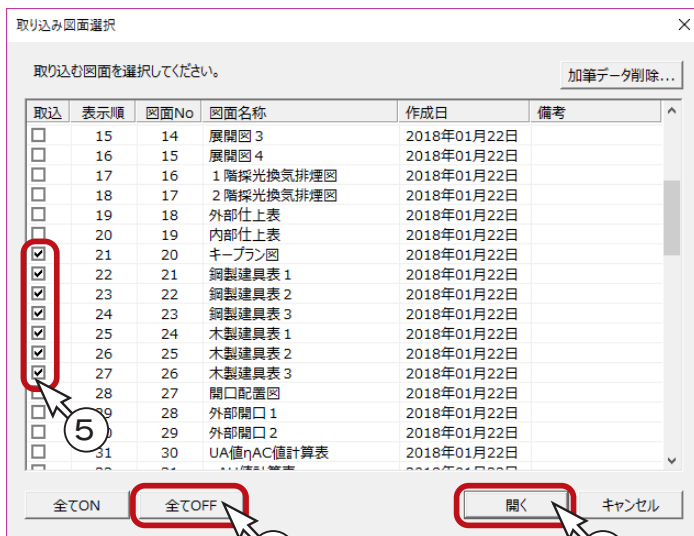 取り込み図面選択
取り込む図面を選択してください。
加筆データ削除...
取込 表示順 図面No 図面名称 作成日 備考
15 14 展開図3 2018年01月22日
16 15 展開図4 2018年01月22日
17 16 1階採光換気排煙図 2018年01月22日
18 17 2階採光換気排煙図 2018年01月22日
19 18 外部仕上表 2018年01月22日
20 19 内部仕上表 2018年01月22日
21 20 キープラン図 2018年01月22日
22 21 鋼製建具表1 2018年01月22日
23 22 鋼製建具表2 2018年01月22日
24 23 鋼製建具表3 2018年01月22日
25 24 木製建具表1 2018年01月22日
26 25 木製建具表2 2018年01月22日
27 26 木製建具表3 2018年01月22日
28 27 開口配置図 2018年01月22日
28 外部開口1 2018年01月22日
29 外部開口2 2018年01月22日
31 30 UA値ηAC値計算表 2018年01月22日
⑤
全てON 全てOFF 開く キャンセル